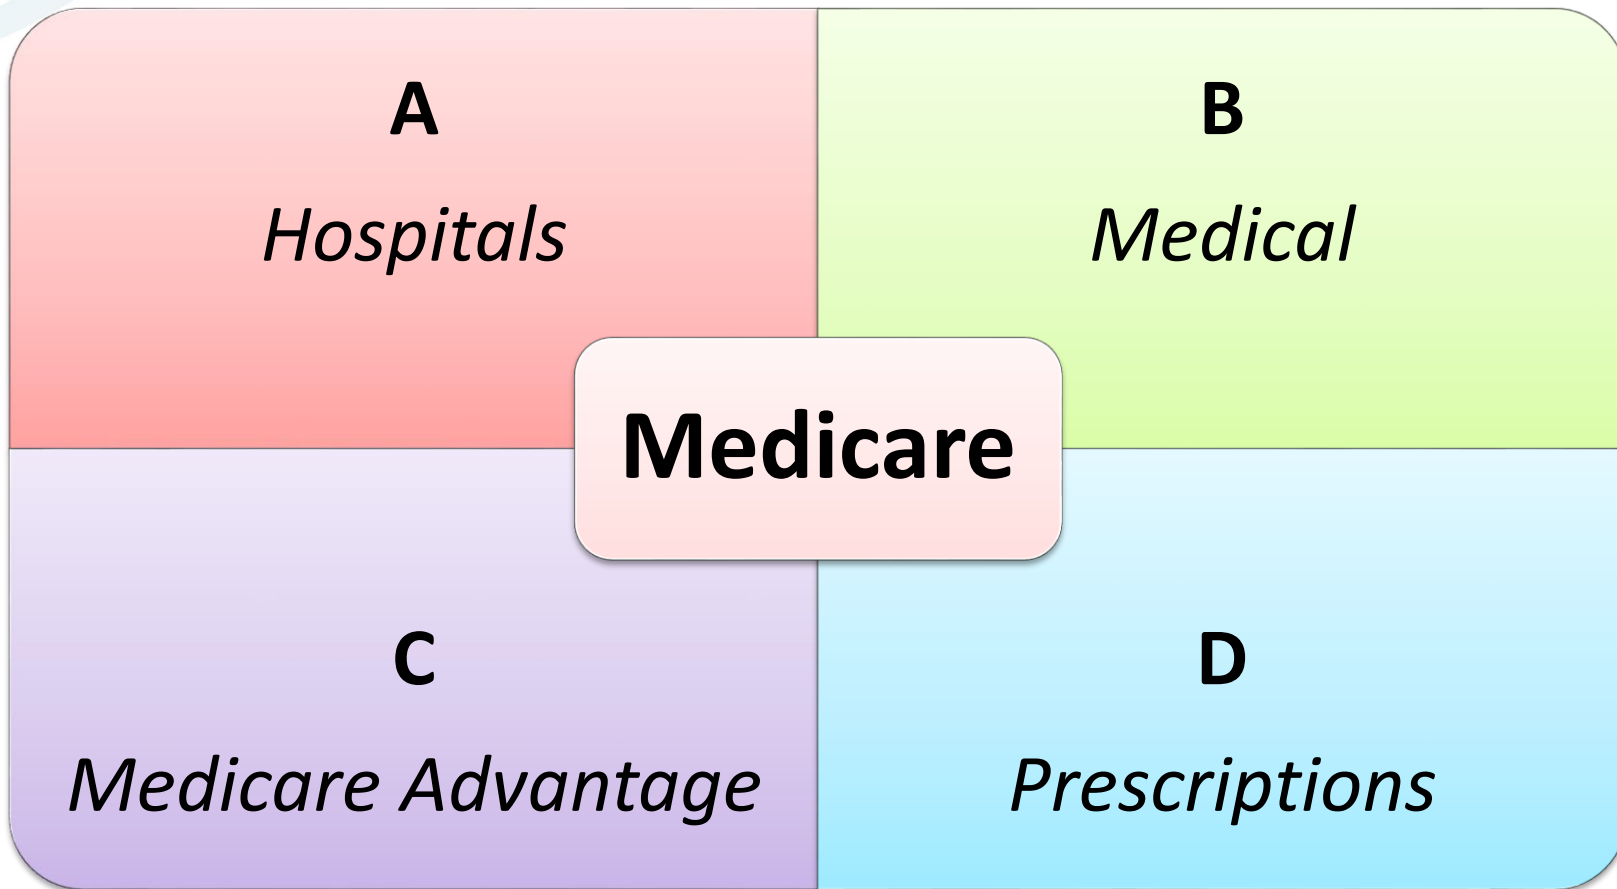 A
Hospitals
B
Medical
Medicare
C
Medicare Advantage
D
Prescriptions